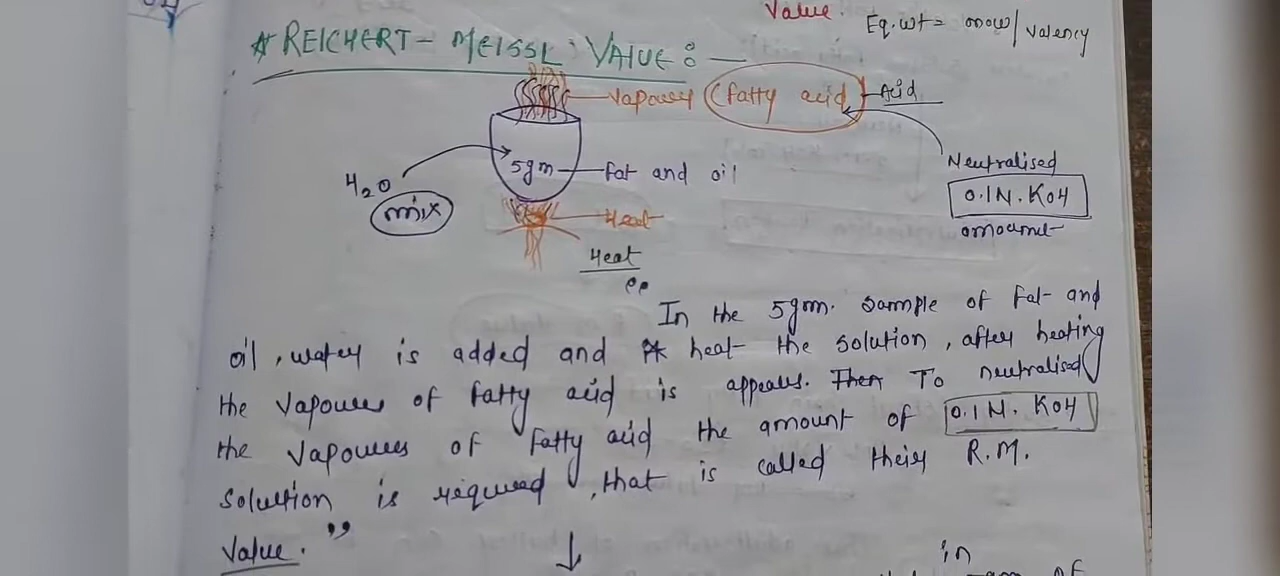 Value.
Eq. wt = mow / valency
* REICHERT - MEISSL VALUE : —
Vapours (fatty acid) Acid
H2O
mix
5gm fat and oil
Neutralised
0.1N. KOH
amount
Heat
Heat
In the 5gm. sample of fat and
oil, water is added and heat the solution, after heating
the vapours of fatty acid is appears. To neutralised
the vapoures of fatty acid the amount of 0.1 N. KOH
solution is required, that is called their R.M.
Value. ”
in
of